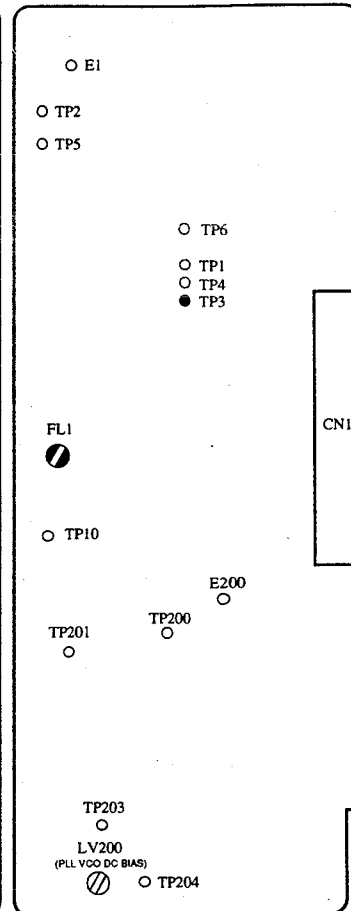 E1
TP2
TP5
TP6
TP1
TP4
TP3
CN1
FL1
TP10
E200
TP200
TP201
TP203
LV200
(PLL VCO DC BIAS)
TP204